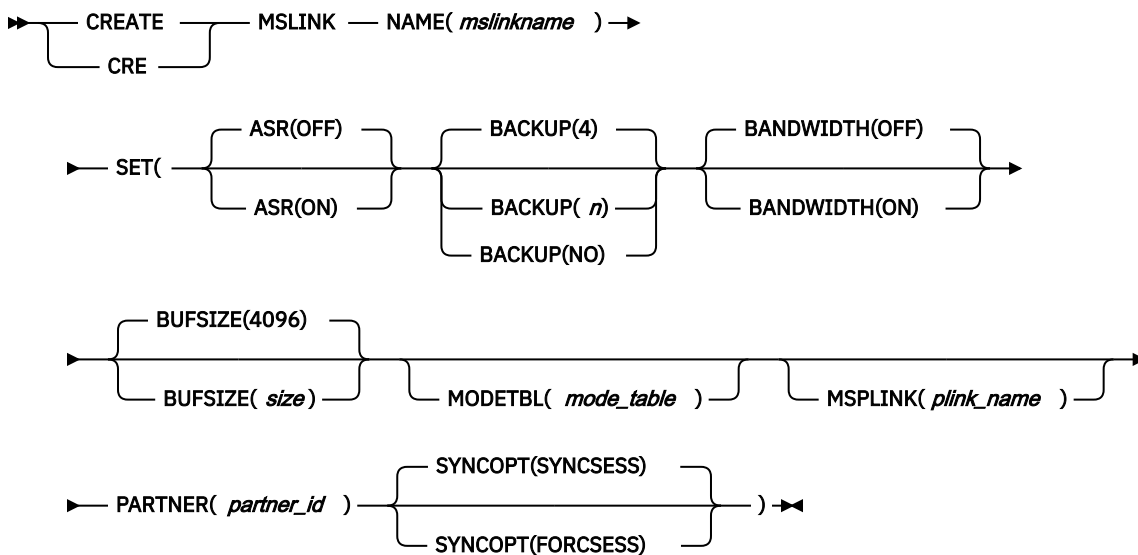 CREATE MSLINK NAME( mslinkname )
CRE
ASR(OFF) BACKUP(4) BANDWIDTH(OFF)
SET(
ASR(ON) BACKUP( n) BANDWIDTH(ON)
BACKUP(NO)
BUFSIZE(4096)
BUFSIZE( size) MODETBL( mode_table ) MSPLINK( plink_name )
SYNCOPT(SYNCSESS)
PARTNER( partner_id ) )
SYNCOPT(FORCSESS)